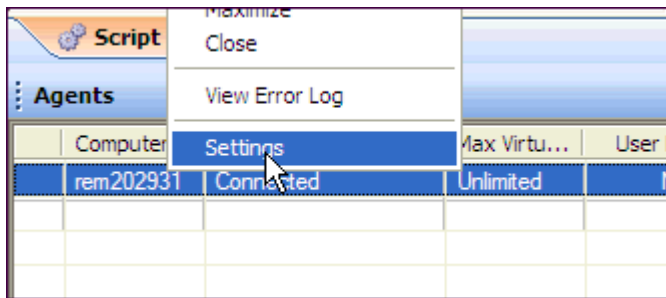 Maximize
Script
Close
Agents
View Error Log
Computer
Settings
Max Virtu...
User
rem202931
Connected
Unlimited